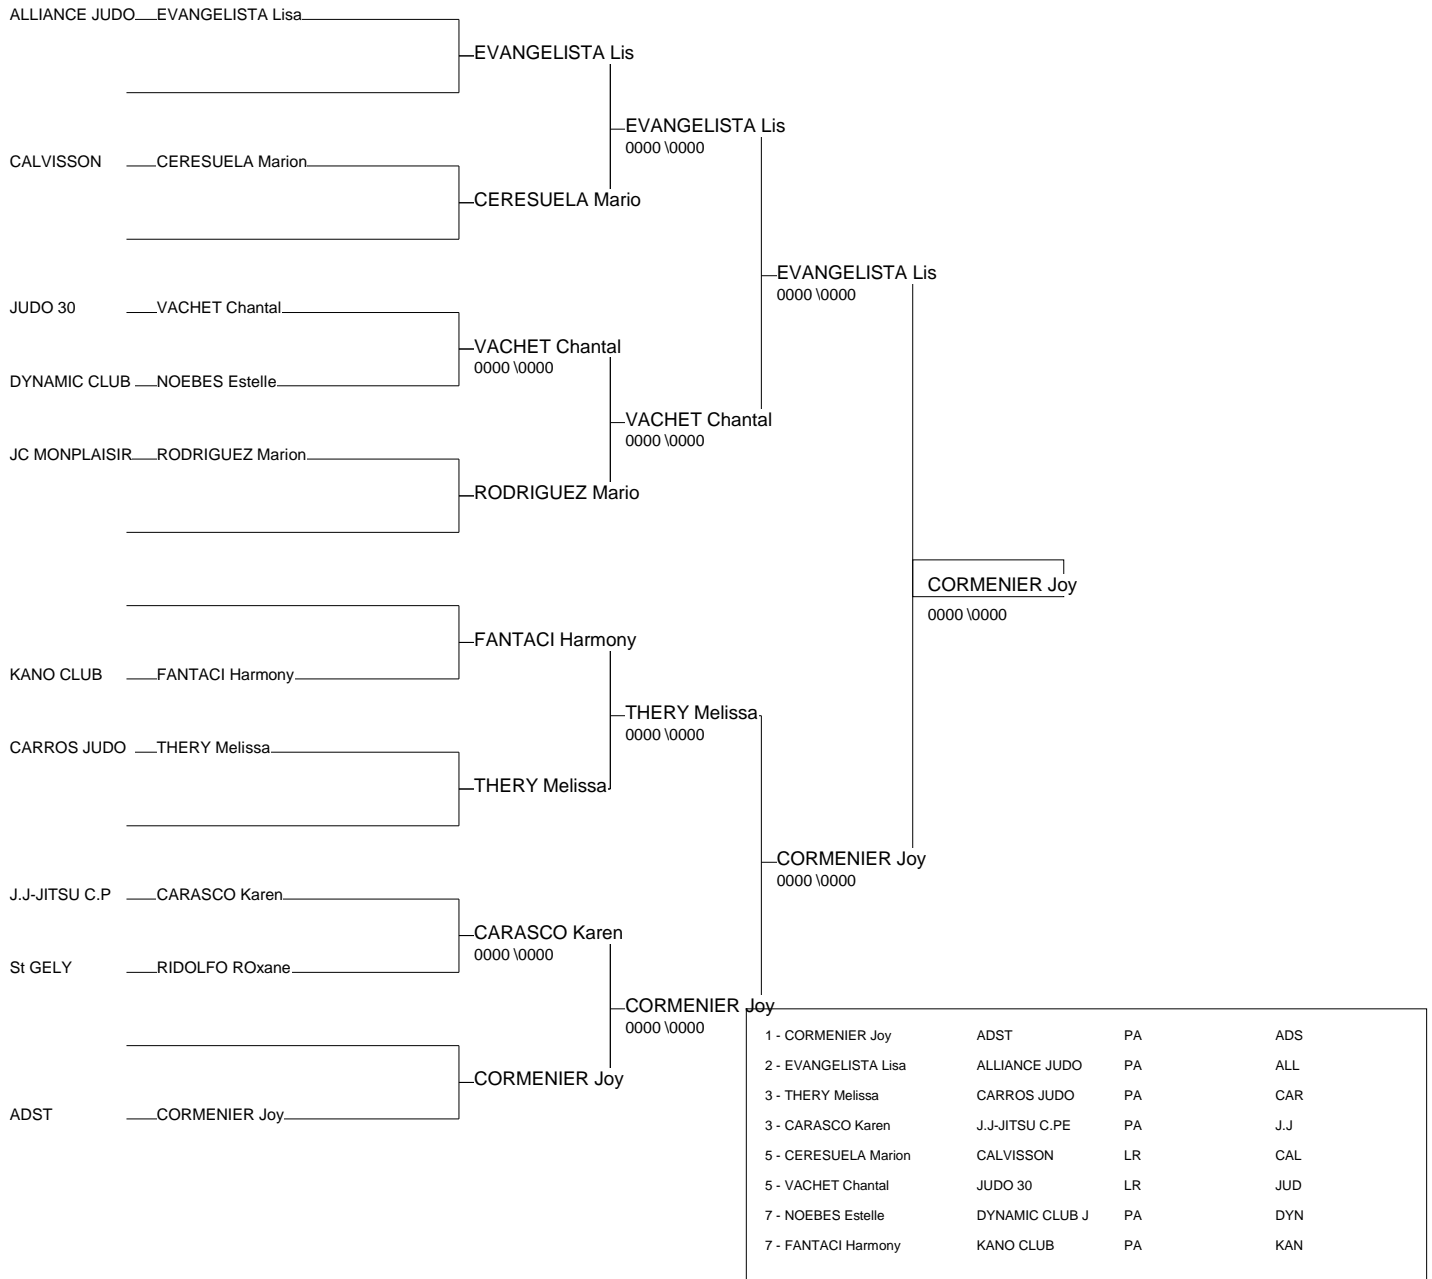 ALLIANCE JUDO EVANGELISTA Lisa
EVANGELISTA Lis
EVANGELISTA Lis
0000 \0000
CALVISSON CERESUELA Marion
CERESUELA Mario
EVANGELISTA Lis
0000 \0000
JUDO 30 VACHET Chantal
VACHET Chantal
0000 \0000
DYNAMIC CLUB NOEBES Estelle
VACHET Chantal
0000 \0000
JC MONPLAISIR RODRIGUEZ Marion
RODRIGUEZ Mario
CORMENIER Joy
0000 \0000
FANTACI Harmony
KANO CLUB FANTACI Harmony
THERY Melissa
0000 \0000
CARROS JUDO THERY Melissa
THERY Melissa
CORMENIER Joy
0000 \0000
J.J-JITSU C.P CARASCO Karen
CARASCO Karen
0000 \0000
St GELY RIDOLFO ROxane
CORMENIER Joy
0000 \0000
CORMENIER Joy
ADST CORMENIER Joy
1 - CORMENIER Joy ADST PA ADS
2 - EVANGELISTA Lisa ALLIANCE JUDO PA ALL
3 - THERY Melissa CARROS JUDO PA CAR
3 - CARASCO Karen J.J-JITSU C.PE PA J.J
5 - CERESUELA Marion CALVISSON LR CAL
5 - VACHET Chantal JUDO 30 LR JUD
7 - NOEBES Estelle DYNAMIC CLUB J PA DYN
7 - FANTACI Harmony KANO CLUB PA KAN